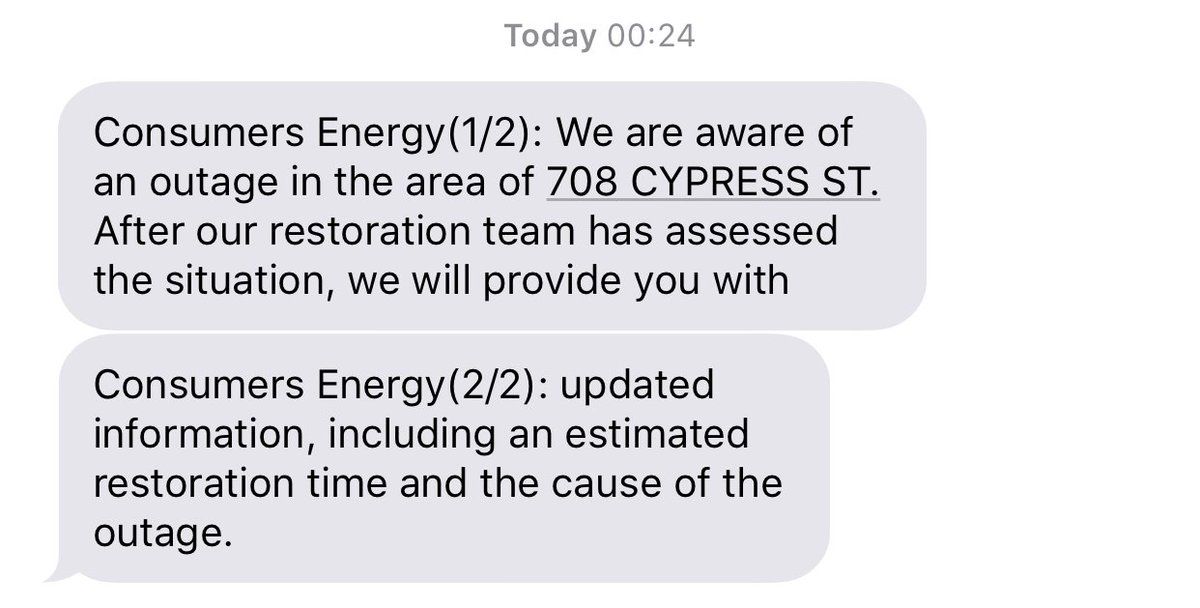 Today 00:24
Consumers Energy(1/2): We are aware of
an outage in the area of 708 CYPRESS ST.
After our restoration team has assessed
the situation, we will provide you with
Consumers Energy(2/2): updated
information, including an estimated
restoration time and the cause of the
outage.